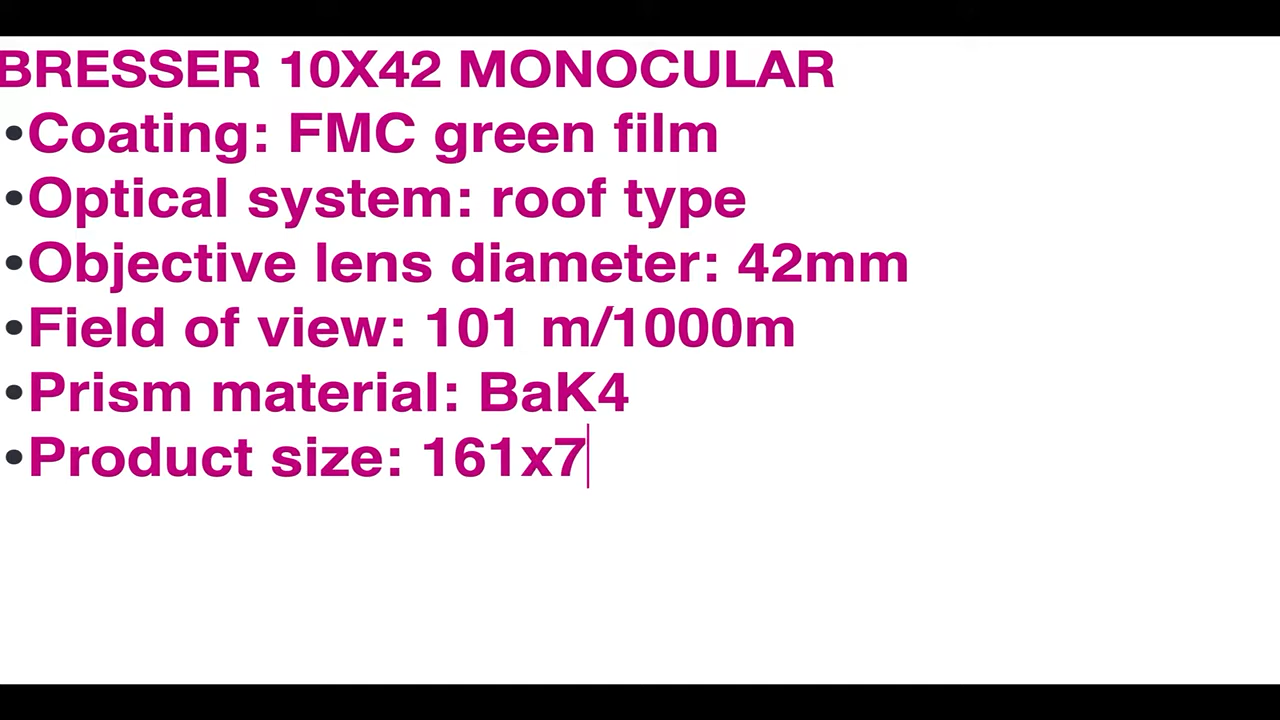 BRESSER 10X42 MONOCULAR
•Coating: FMC green film
•Optical system: roof type
•Objective lens diameter: 42mm
•Field of view: 101 m/1000m
•Prism material: BaK4
•Product size: 161x7